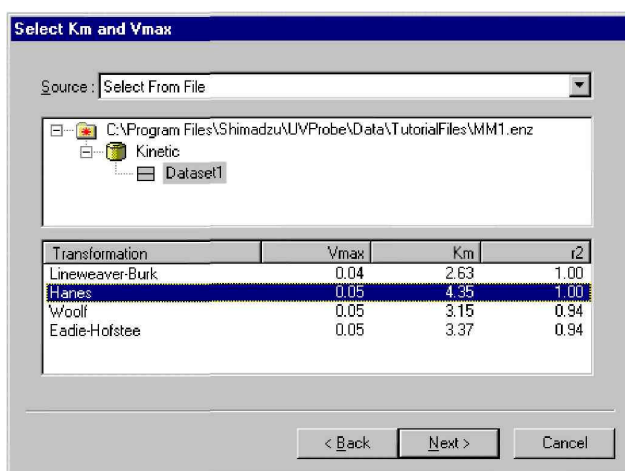 Select Km and Vmax
Source : Select From File
C:\Program Files\Shimadzu\UVProbe\Data\TutorialFiles\MM1.enz
Kinetic
Dataset1
Transformation Vmax Km r2
Lineweaver-Burk 0.04 2.63 1.00
Hanes 0.05 4.35 1.00
Woolf 0.05 3.15 0.94
Eadie-Hofstee 0.05 3.37 0.94
< Back Next > Cancel